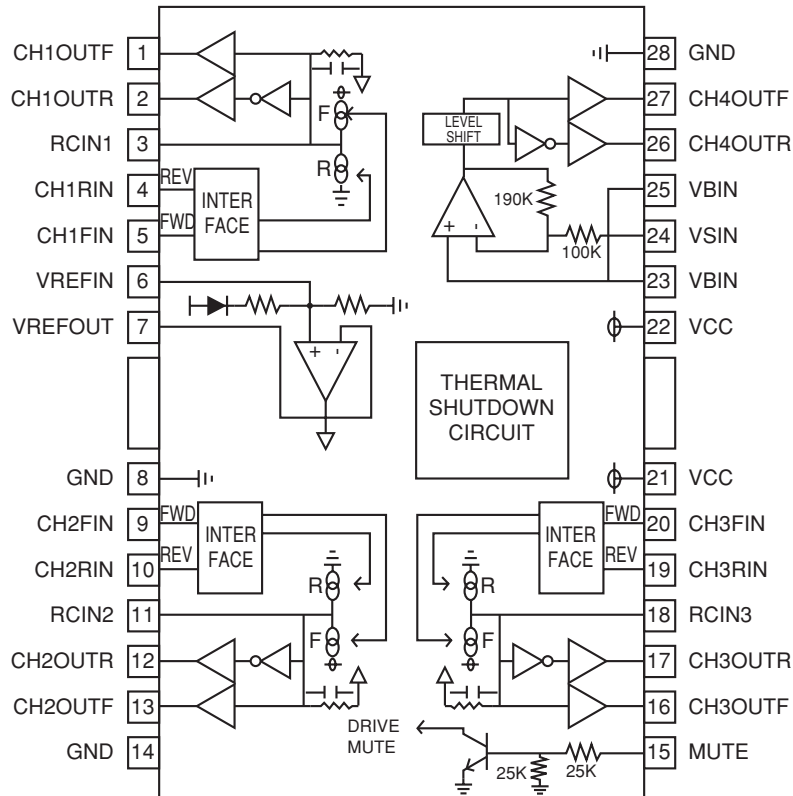 CH1OUTF 1
CH1OUTR 2
RCIN1 3
CH1RIN 4
CH1FIN 5
VREFIN 6
VREFOUT 7
GND 8
CH2FIN 9
CH2RIN 10
RCIN2 11
CH2OUTR 12
CH2OUTF 13
GND 14
REV
FWD
INTER
FACE
F
R
FWD
REV
INTER
FACE
R
F
+ -
28 GND
27 CH4OUTF
26 CH4OUTR
25 VBIN
24 VSIN
23 VBIN
22 VCC
21 VCC
20 CH3FIN
19 CH3RIN
18 RCIN3
17 CH3OUTR
16 CH3OUTF
15 MUTE
LEVEL
SHIFT
190K
100K
+ -
THERMAL
SHUTDOWN
CIRCUIT
INTER
FACE
FWD
REV
R
F
DRIVE
MUTE
25K
25K